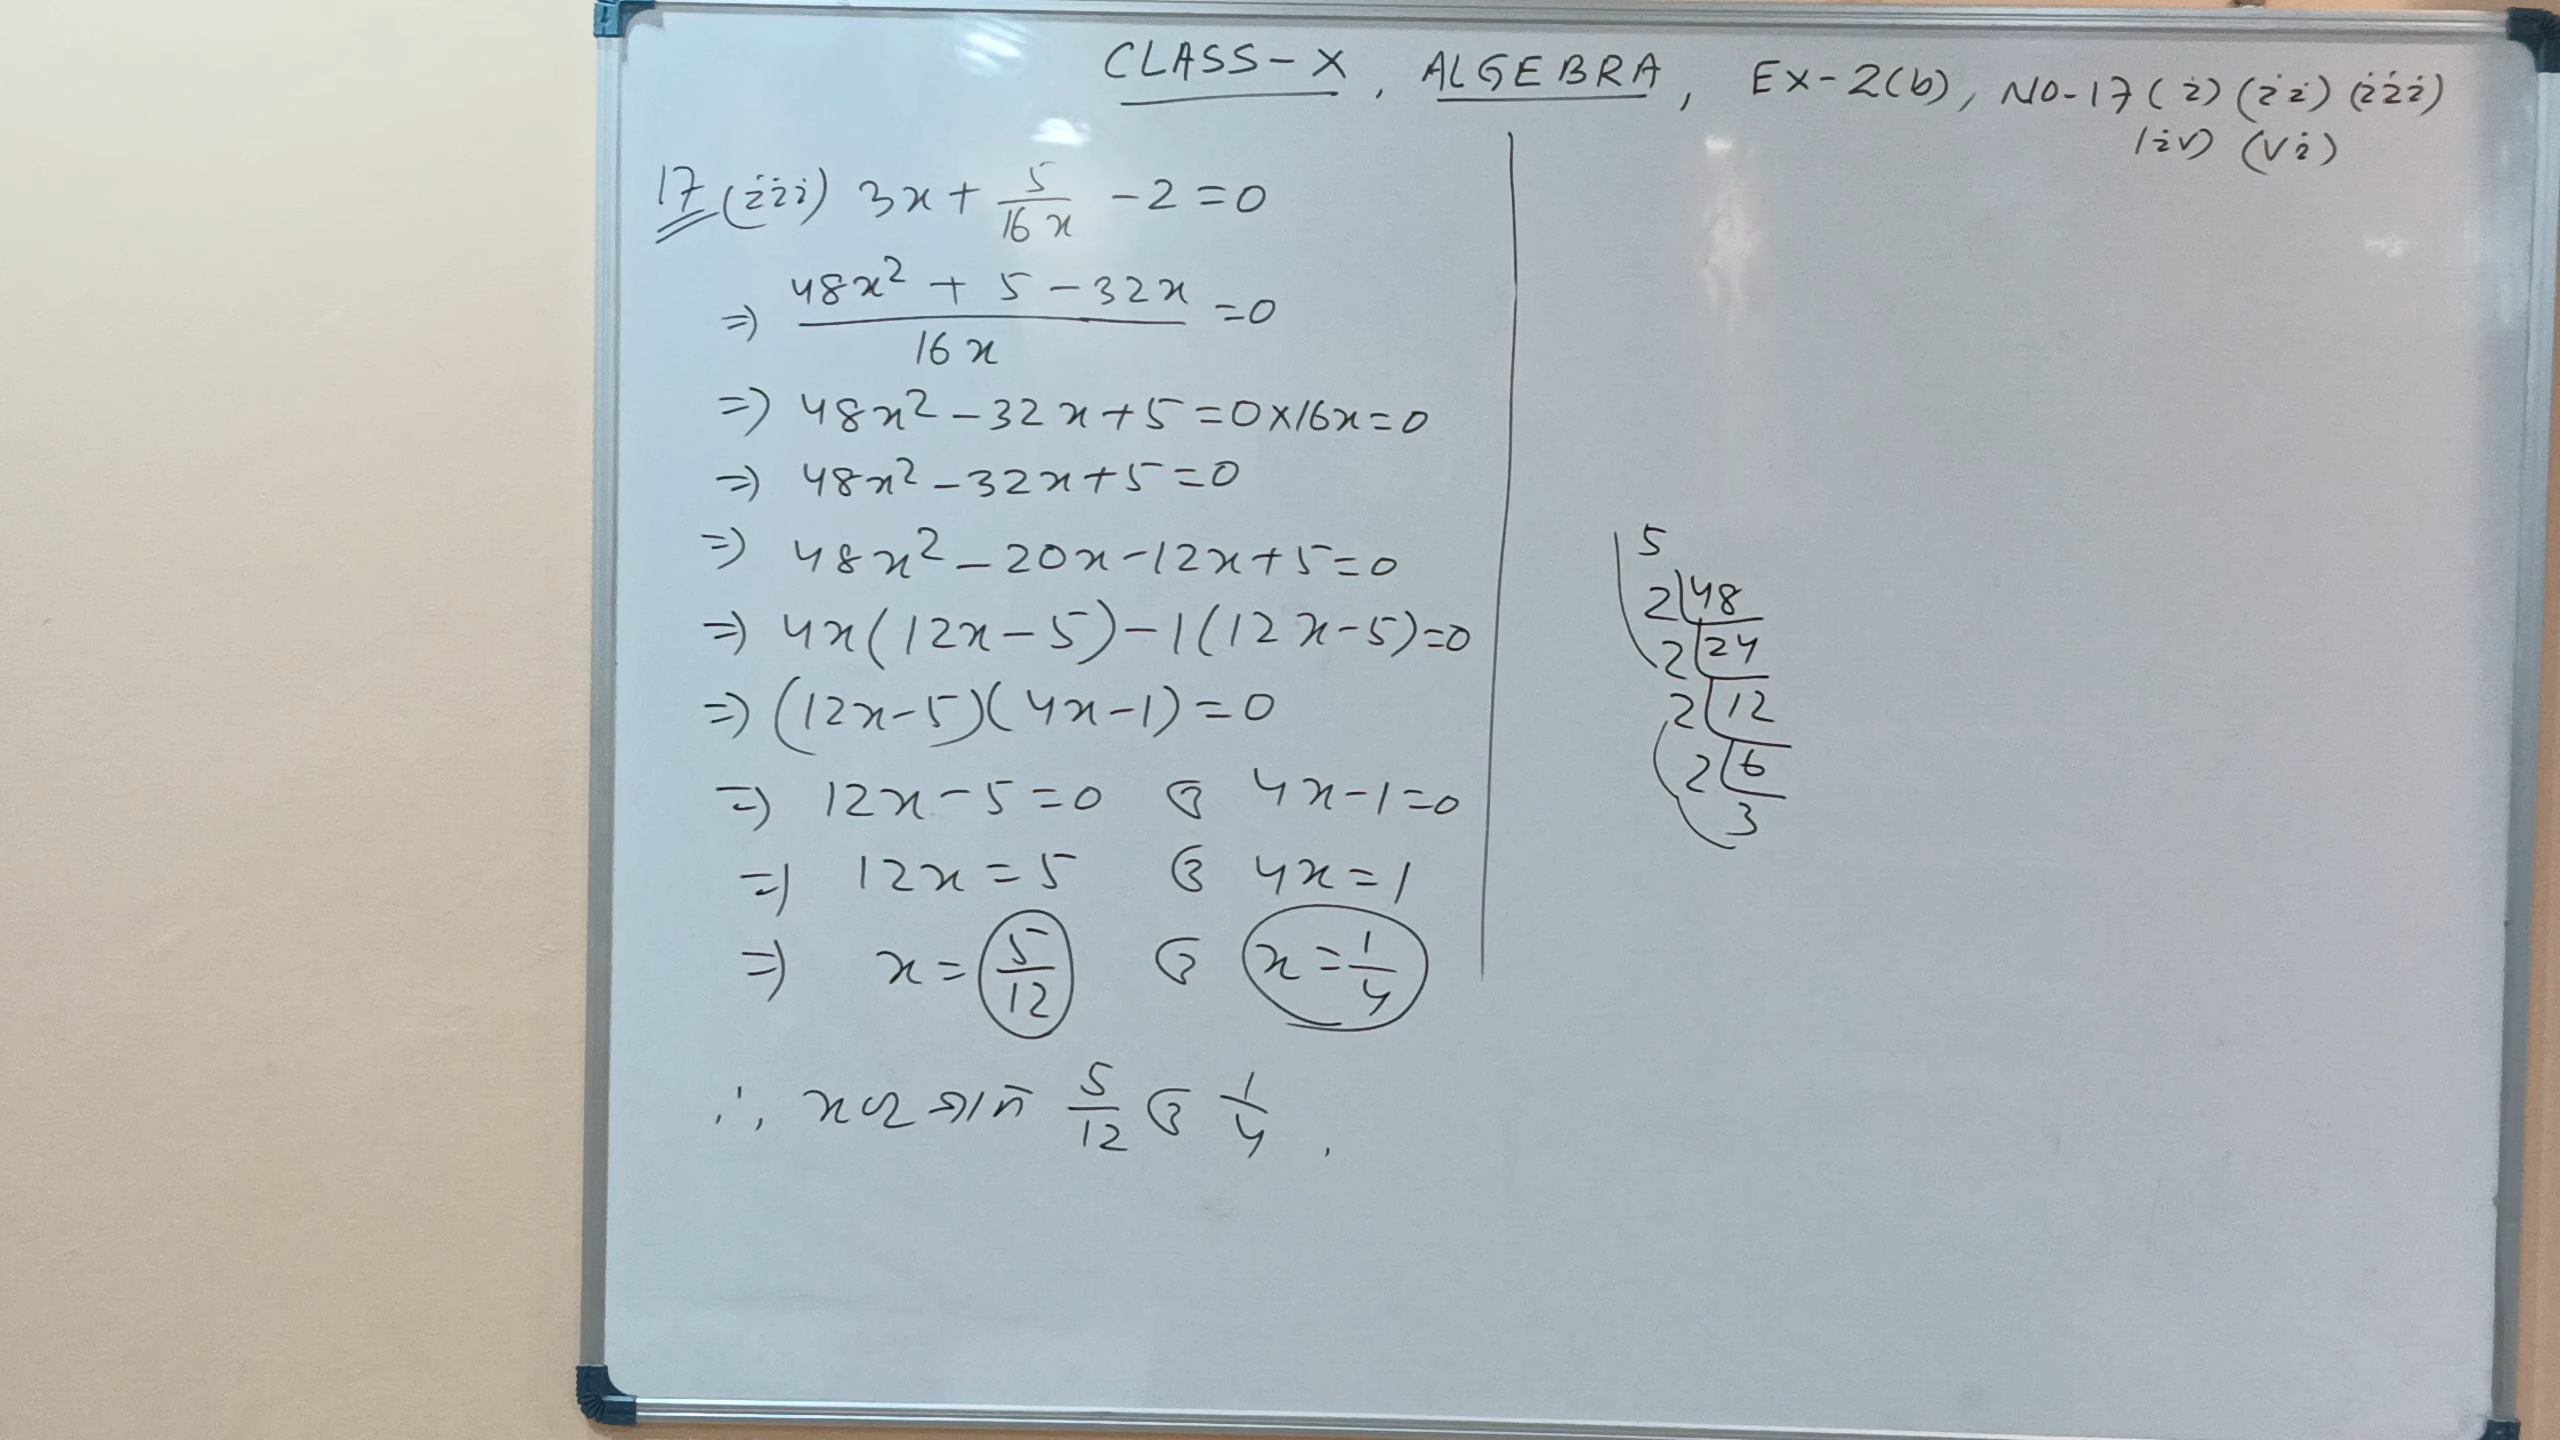 CLASS-X, ALGEBRA, EX-2(b), NO-17 (i) (ii) (iii)
(iv) (vi)
17 (iii) 3x + 5/16x - 2 = 0
=> 48x² + 5 - 32x / 16x = 0
=> 48x² - 32x + 5 = 0×16x = 0
=> 48x² - 32x + 5 = 0
=> 48x² - 20x - 12x + 5 = 0
=> 4x(12x - 5) - 1(12x - 5) = 0
=> (12x - 5)(4x - 1) = 0
=> 12x - 5 = 0 ও 4x - 1 = 0
=> 12x = 5 ও 4x = 1
=> x = 5/12 ও x = 1/4
∴ xର ମାନ 5/12 ଓ 1/4.
5
2|48
2|24
2|12
2|6
3